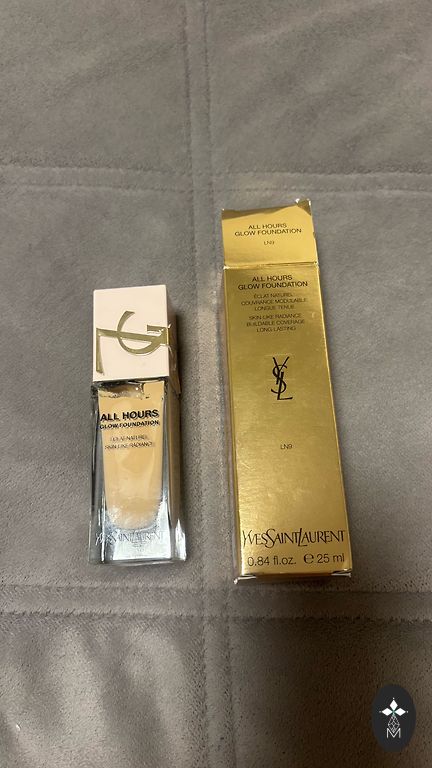 ALL HOURS
GLOW FOUNDATION
LN9
ALL HOURS
GLOW FOUNDATION
ÉCLAT NATUREL
COUVRANCE MODULABLE
LONGUE TENUE
SKIN-LIKE RADIANCE
BUILDABLE COVERAGE
LONG LASTING
YSL
LN9
YVESSAINTLAURENT
0.84 fl.oz. ℮ 25 ml
ALL HOURS
GLOW FOUNDATION
ÉCLAT NATUREL
SKIN-LIKE RADIANCE
YVESSAINTLAURENT
M